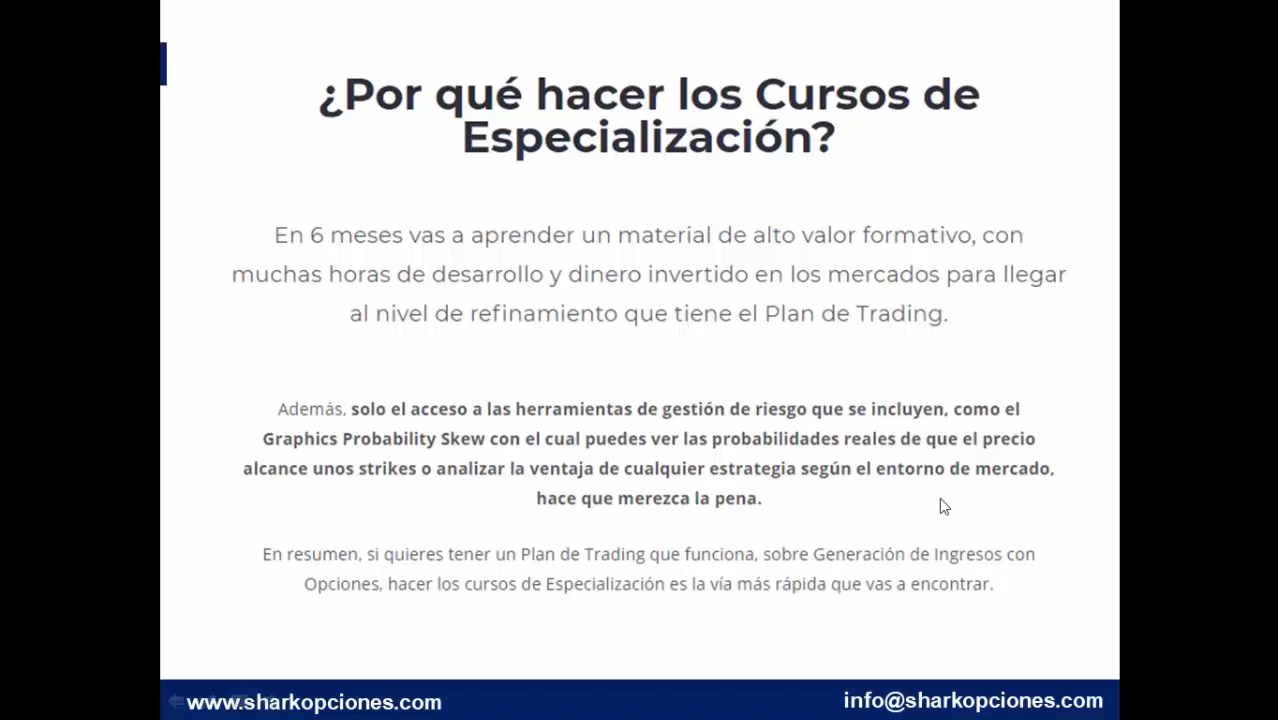 ¿Por qué hacer los Cursos de
Especialización?
En 6 meses vas a aprender un material de alto valor formativo, con
muchas horas de desarrollo y dinero invertido en los mercados para llegar
al nivel de refinamiento que tiene el Plan de Trading.
Además, solo el acceso a las herramientas de gestión de riesgo que se incluyen, como el
Graphics Probability Skew con el cual puedes ver las probabilidades reales de que el precio
alcance unos strikes o analizar la ventaja de cualquier estrategia según el entorno de mercado,
hace que merezca la pena.
En resumen, si quieres tener un Plan de Trading que funciona, sobre Generación de Ingresos con
Opciones, hacer los cursos de Especialización es la vía más rápida que vas a encontrar.
www.sharkopciones.com
info@sharkopciones.com